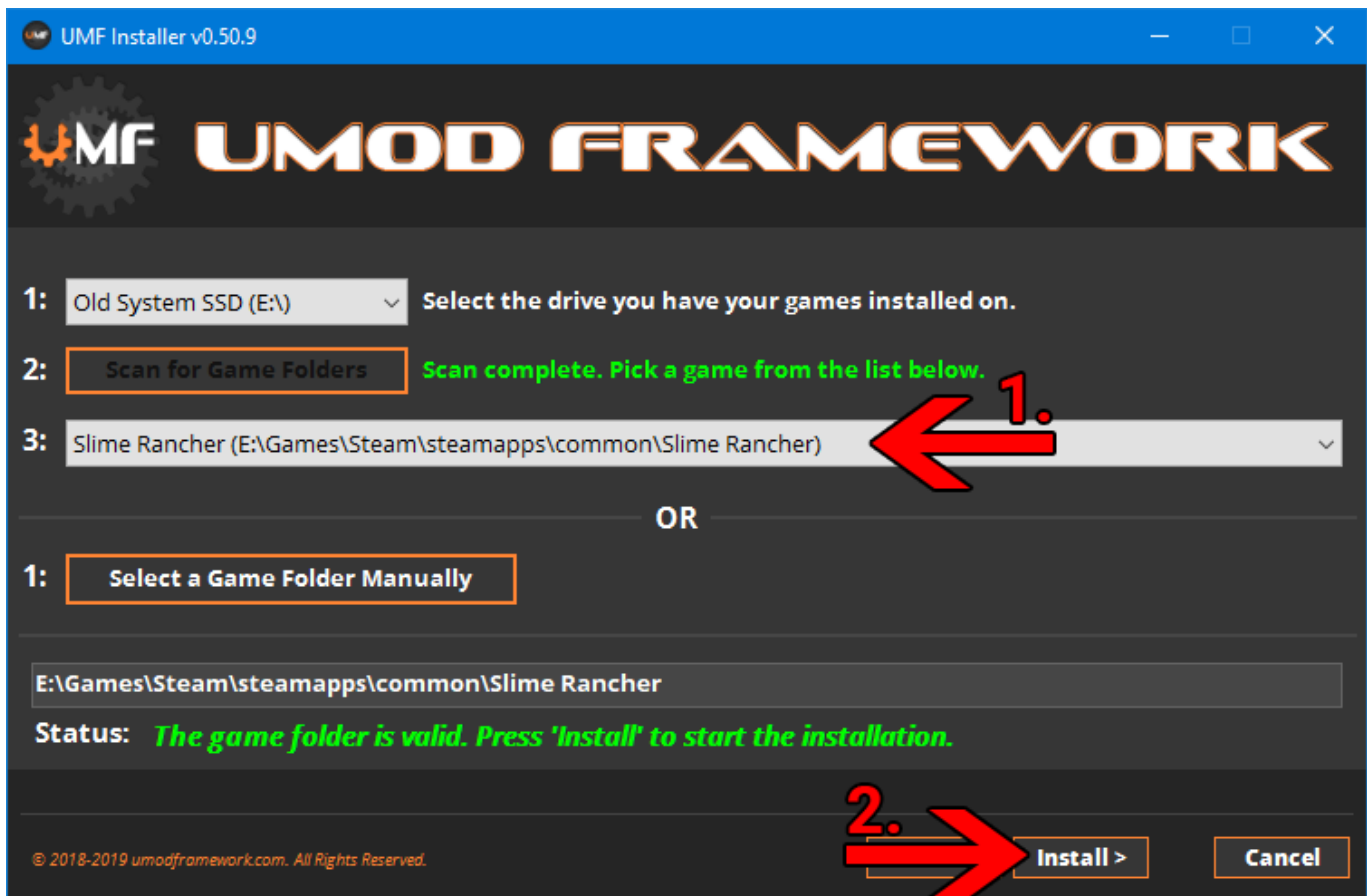 UMF Installer v0.50.9
UMF UMOD FRAMEWORK
1: Old System SSD (E:\) Select the drive you have your games installed on.
2: Scan for Game Folders Scan complete. Pick a game from the list below.
1.
3: Slime Rancher (E:\Games\Steam\steamapps\common\Slime Rancher)
OR
1: Select a Game Folder Manually
E:\Games\Steam\steamapps\common\Slime Rancher
Status: The game folder is valid. Press 'Install' to start the installation.
2.
© 2018-2019 umodframework.com. All Rights Reserved. Install > Cancel